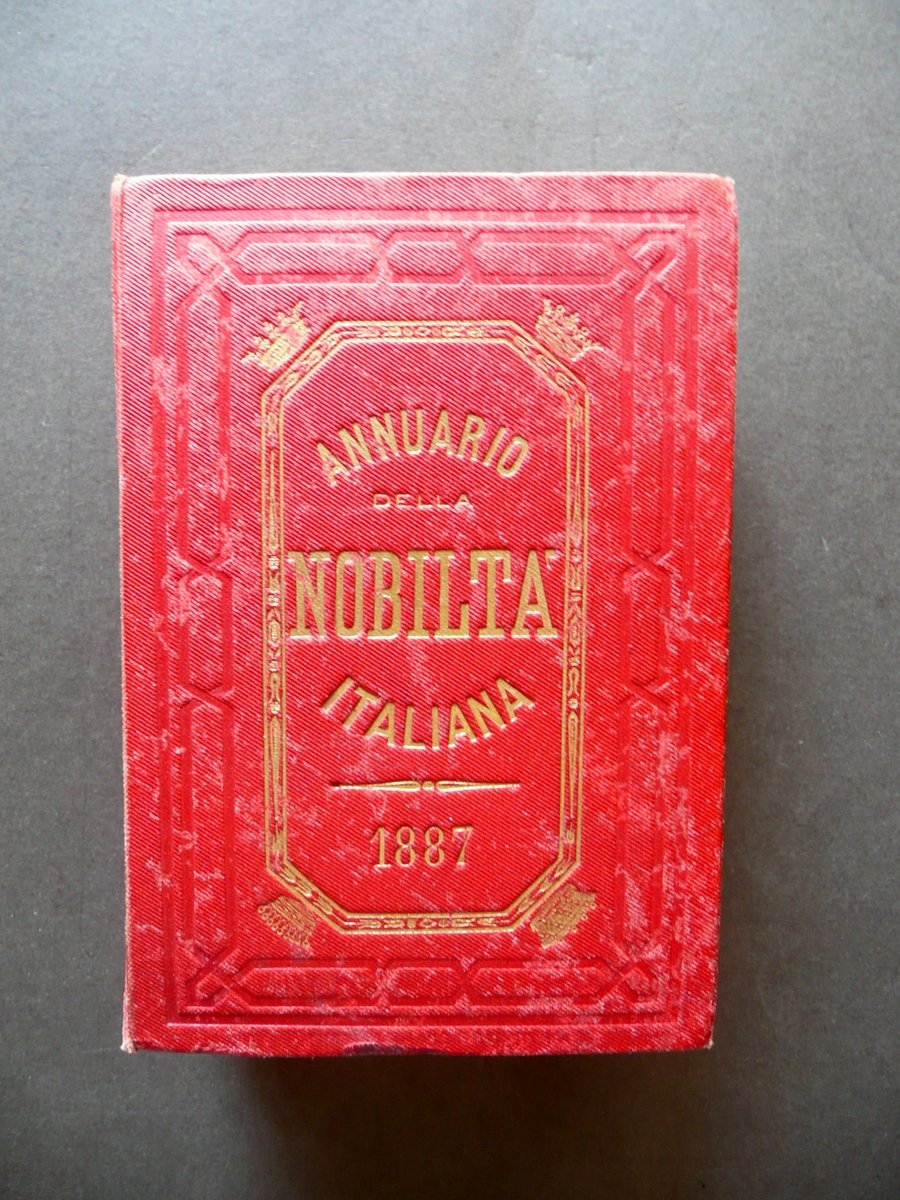 ANNUARIO
DELLA
NOBILTA'
ITALIANA
1887